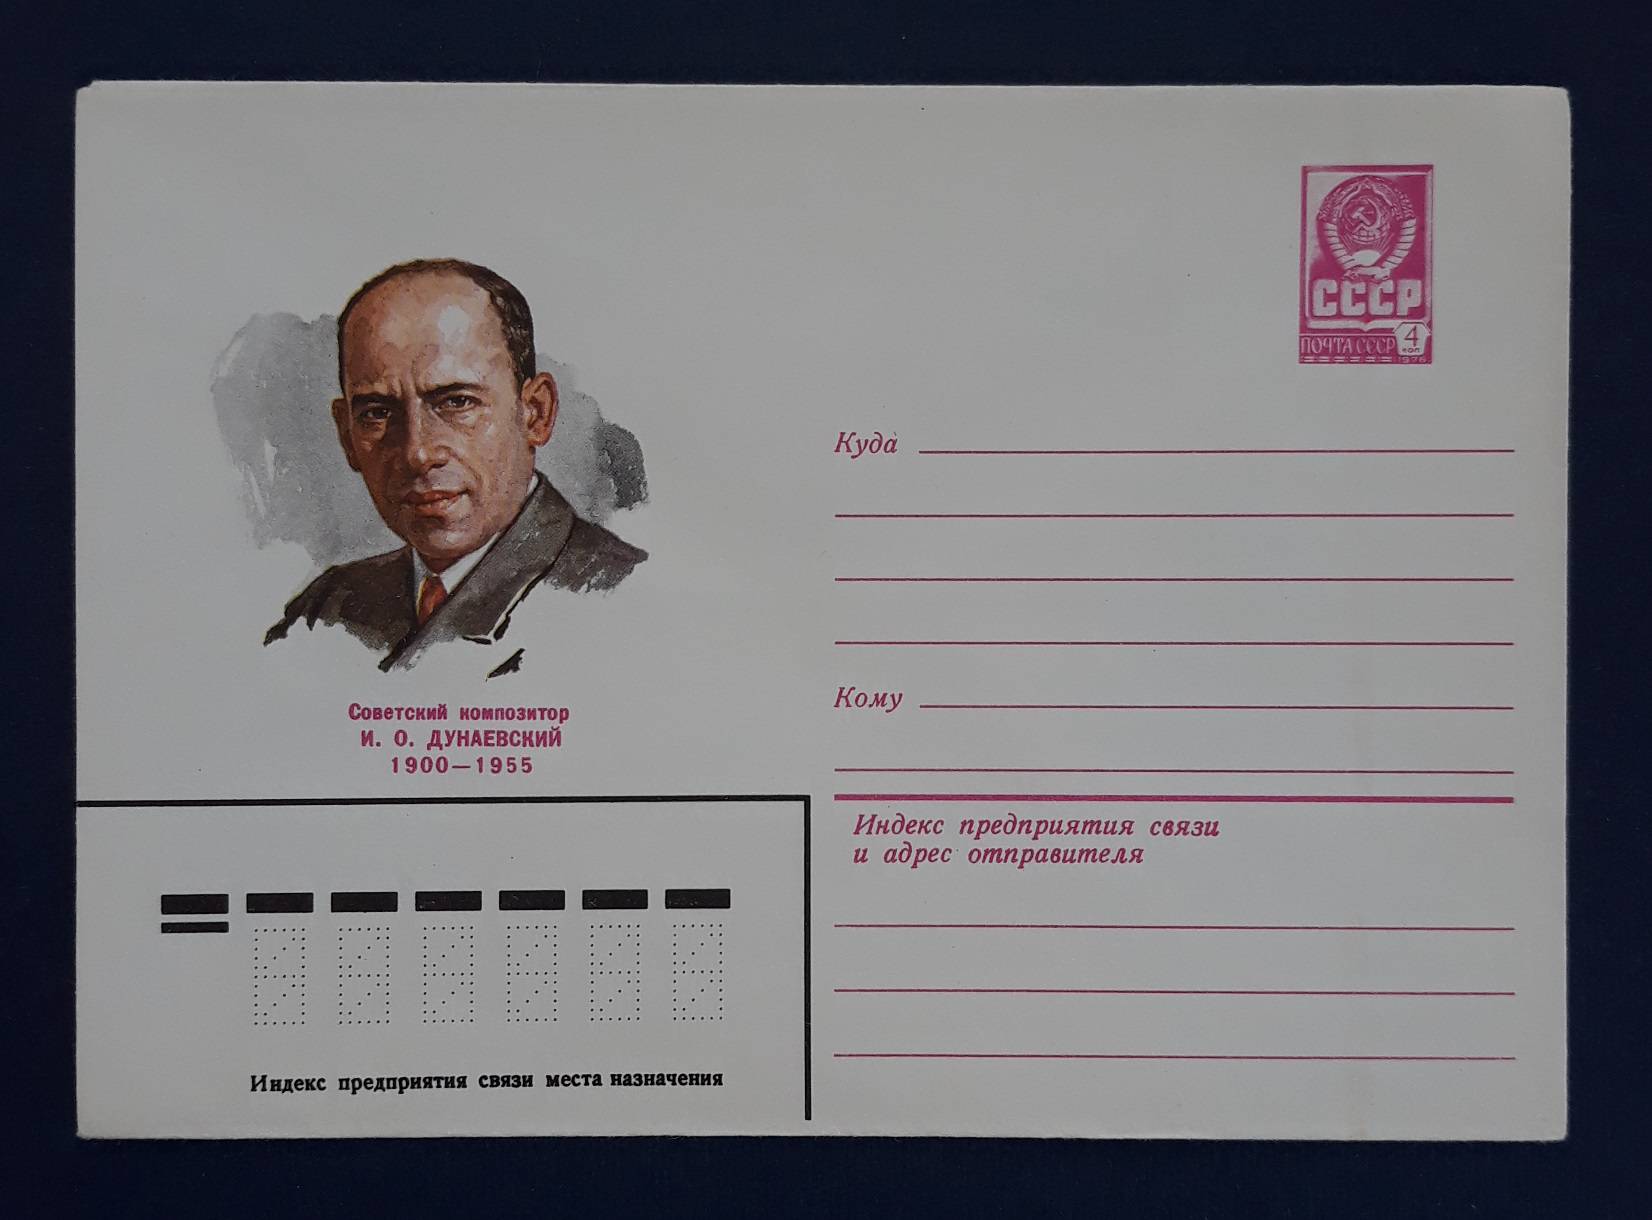 СССР
ПОЧТА СССР
4
коп
1976
Куда
Советский композитор
И. О. ДУНАЕВСКИЙ
1900—1955
Кому
Индекс предприятия связи
и адрес отправителя
Индекс предприятия связи места назначения